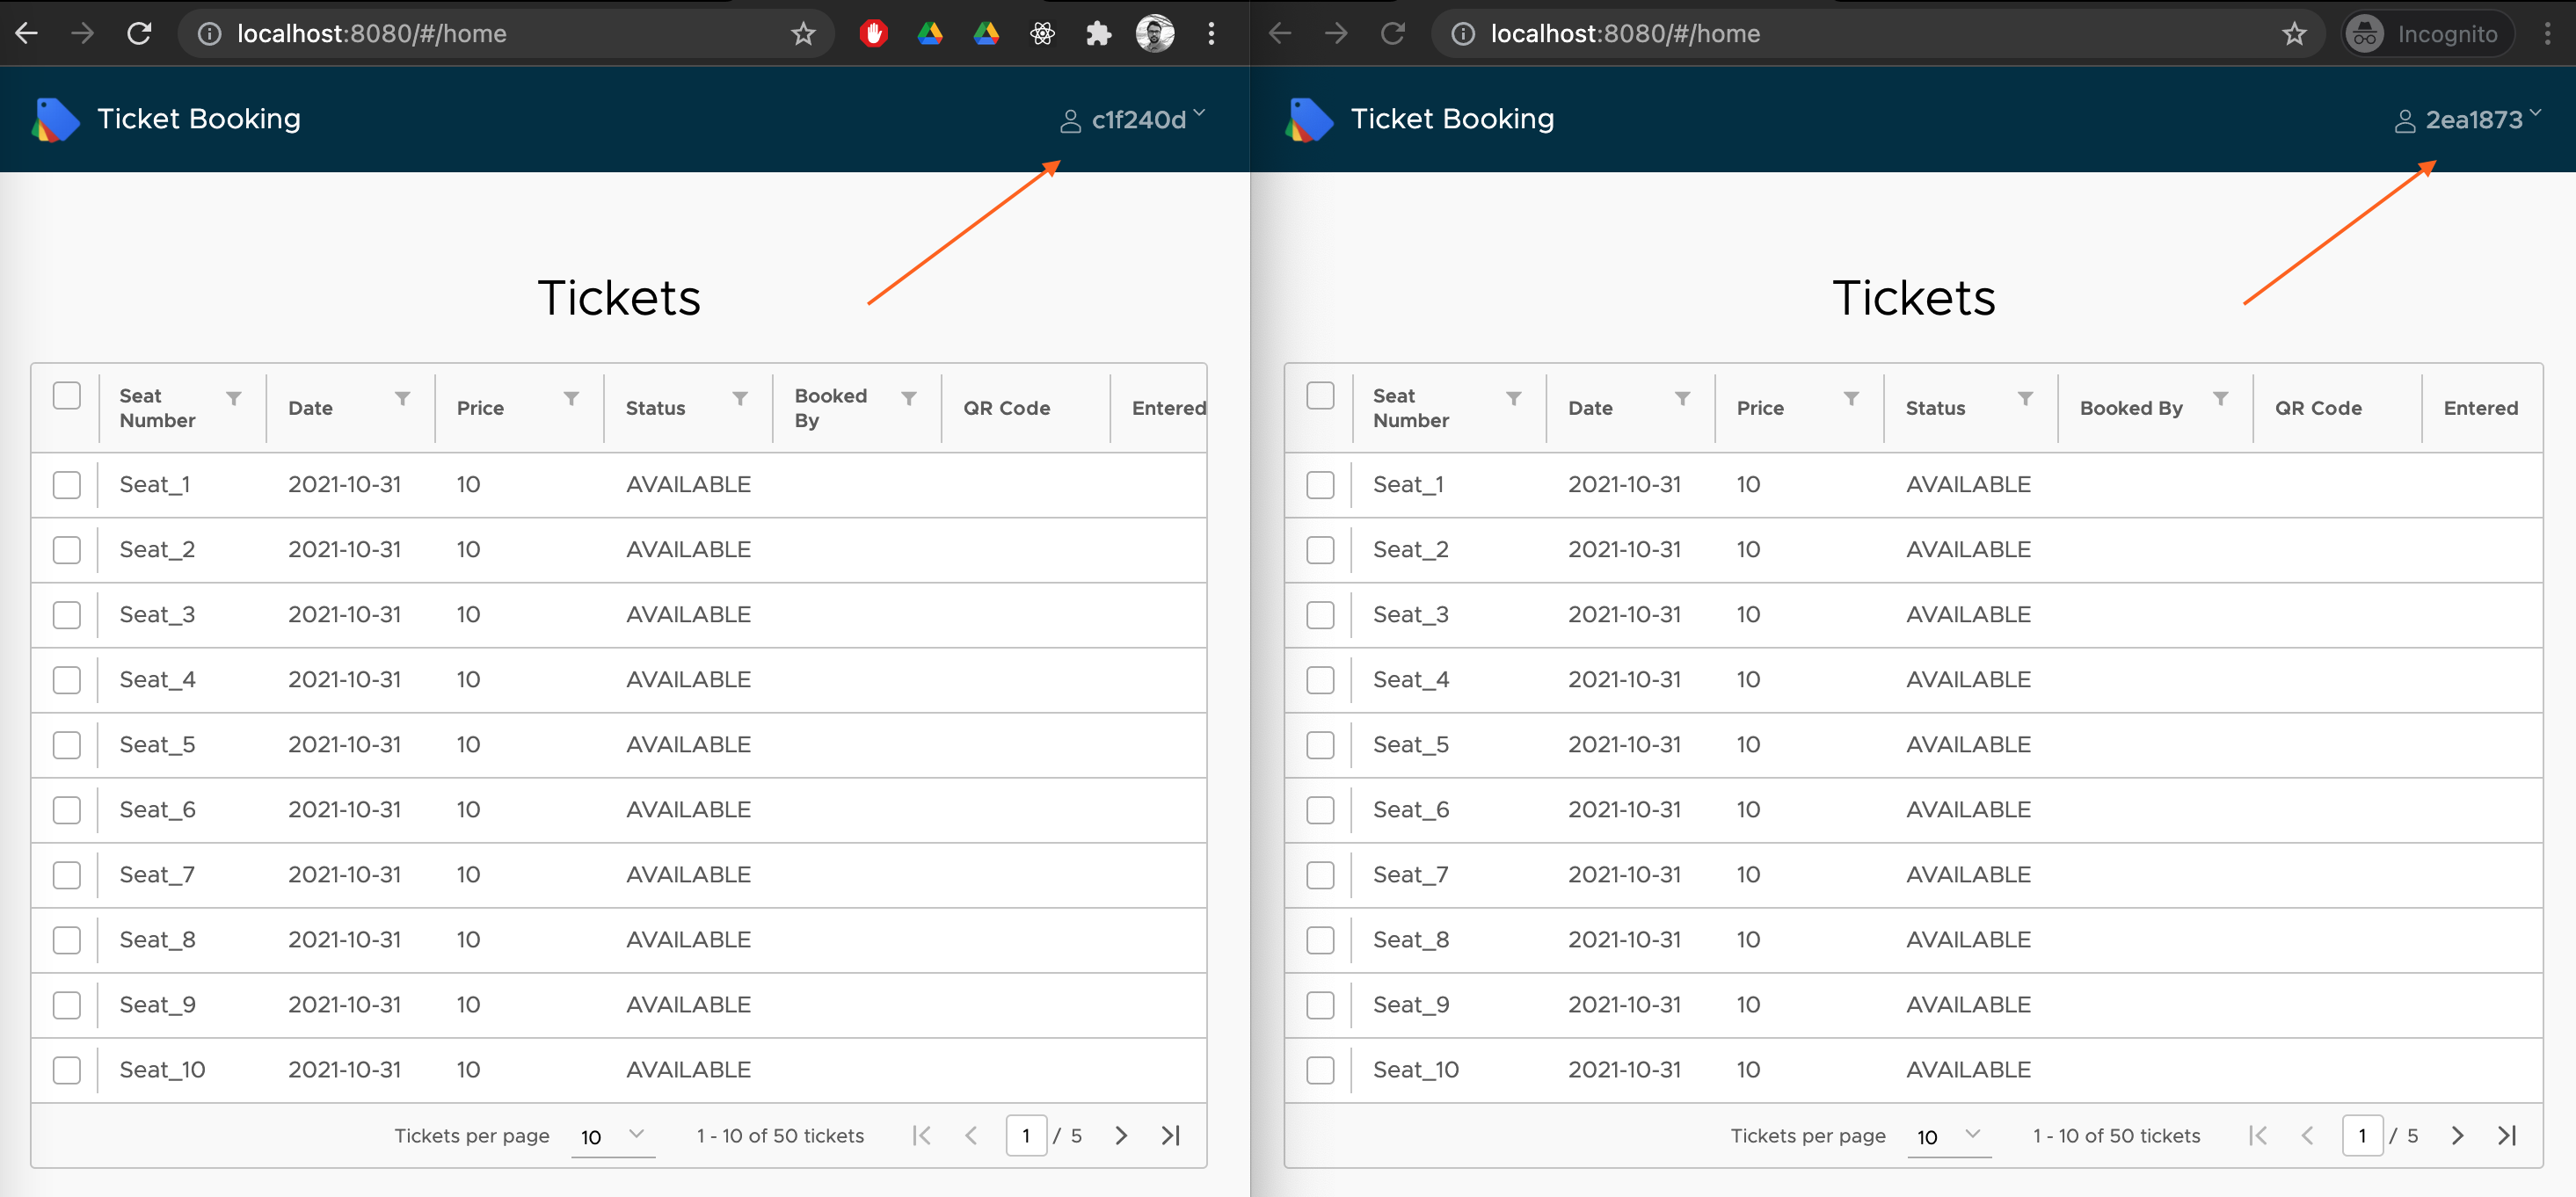 localhost:8080/#/home
Ticket Booking
c1f240d
Tickets
Seat Number Date Price Status Booked By QR Code Entered
Seat_1 2021-10-31 10 AVAILABLE
Seat_2 2021-10-31 10 AVAILABLE
Seat_3 2021-10-31 10 AVAILABLE
Seat_4 2021-10-31 10 AVAILABLE
Seat_5 2021-10-31 10 AVAILABLE
Seat_6 2021-10-31 10 AVAILABLE
Seat_7 2021-10-31 10 AVAILABLE
Seat_8 2021-10-31 10 AVAILABLE
Seat_9 2021-10-31 10 AVAILABLE
Seat_10 2021-10-31 10 AVAILABLE
Tickets per page 10 1 - 10 of 50 tickets 1 / 5
localhost:8080/#/home Incognito
Ticket Booking
2ea1873
Tickets
Seat Number Date Price Status Booked By QR Code Entered
Seat_1 2021-10-31 10 AVAILABLE
Seat_2 2021-10-31 10 AVAILABLE
Seat_3 2021-10-31 10 AVAILABLE
Seat_4 2021-10-31 10 AVAILABLE
Seat_5 2021-10-31 10 AVAILABLE
Seat_6 2021-10-31 10 AVAILABLE
Seat_7 2021-10-31 10 AVAILABLE
Seat_8 2021-10-31 10 AVAILABLE
Seat_9 2021-10-31 10 AVAILABLE
Seat_10 2021-10-31 10 AVAILABLE
Tickets per page 10 1 - 10 of 50 tickets 1 / 5